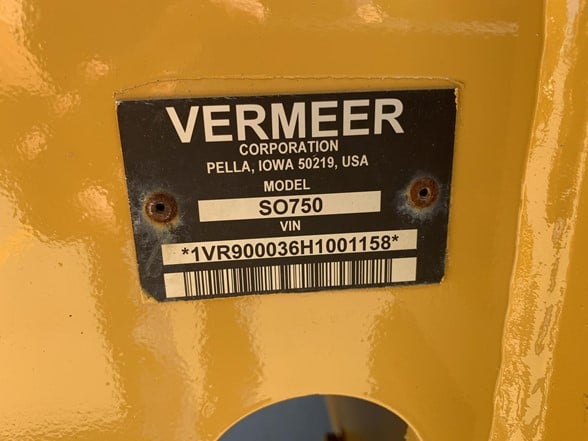 VERMEER
CORPORATION
PELLA, IOWA 50219, USA
MODEL
SO750
VIN
*1VR900036H1001158*